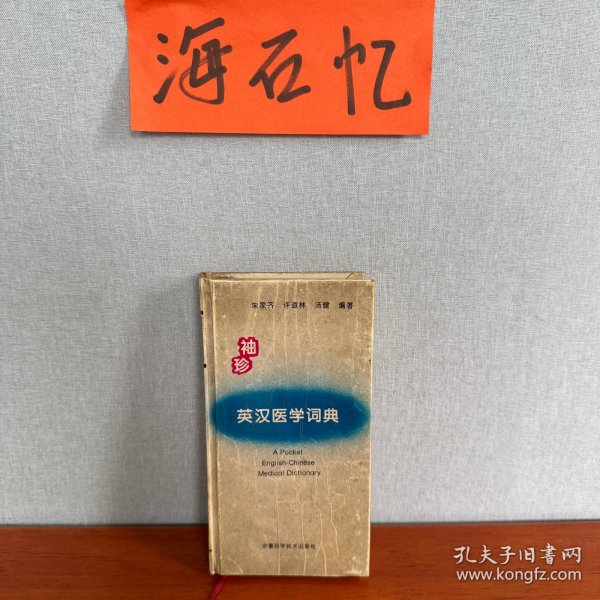 海石忆
朱家齐 许道林 汤健 编著
袖珍
英汉医学词典
A Pocket
English-Chinese
Medical Dictionary
安徽科学技术出版社
孔夫子旧书网
www.kongfz.com